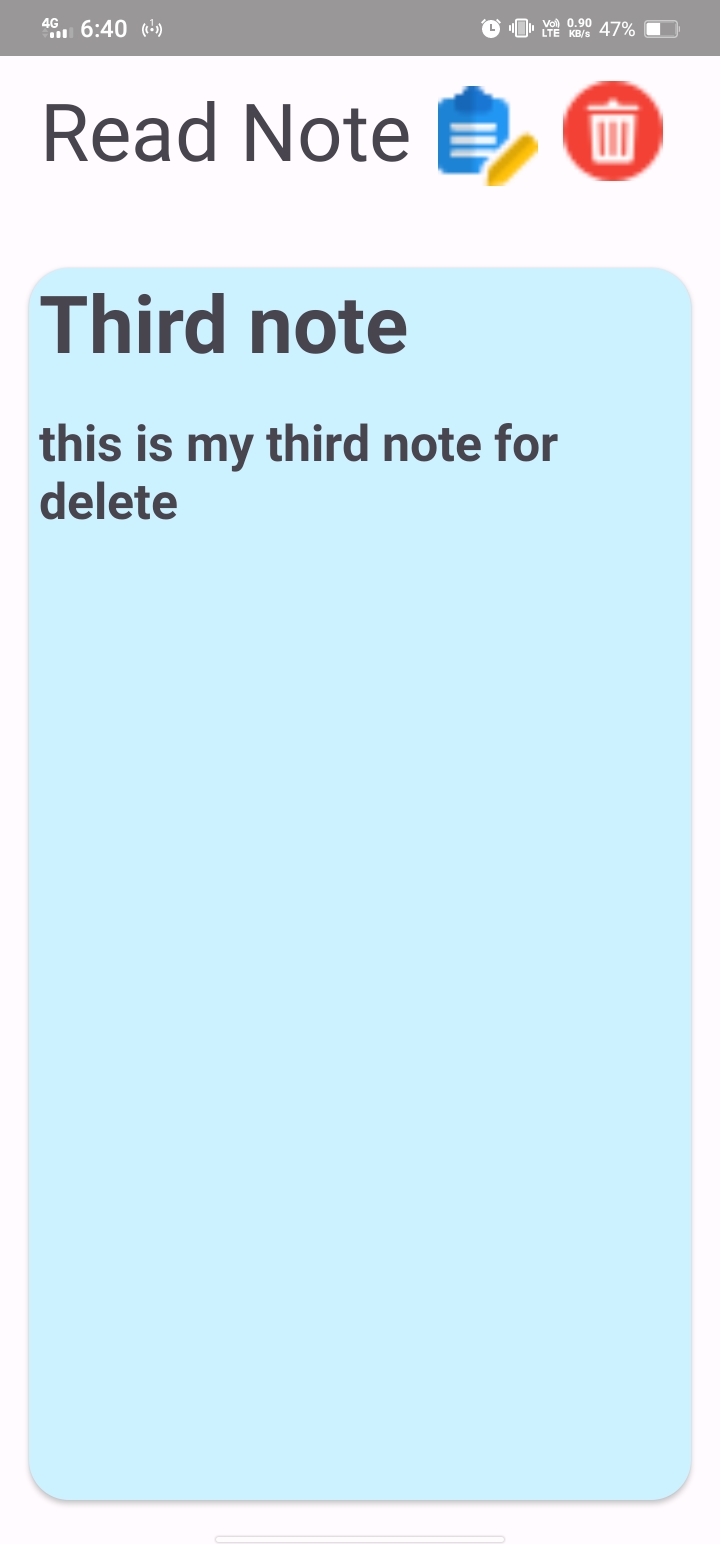 4G 6:40 1 Vo) LTE 0.90 KB/s 47%
Read Note
Third note
this is my third note for
delete